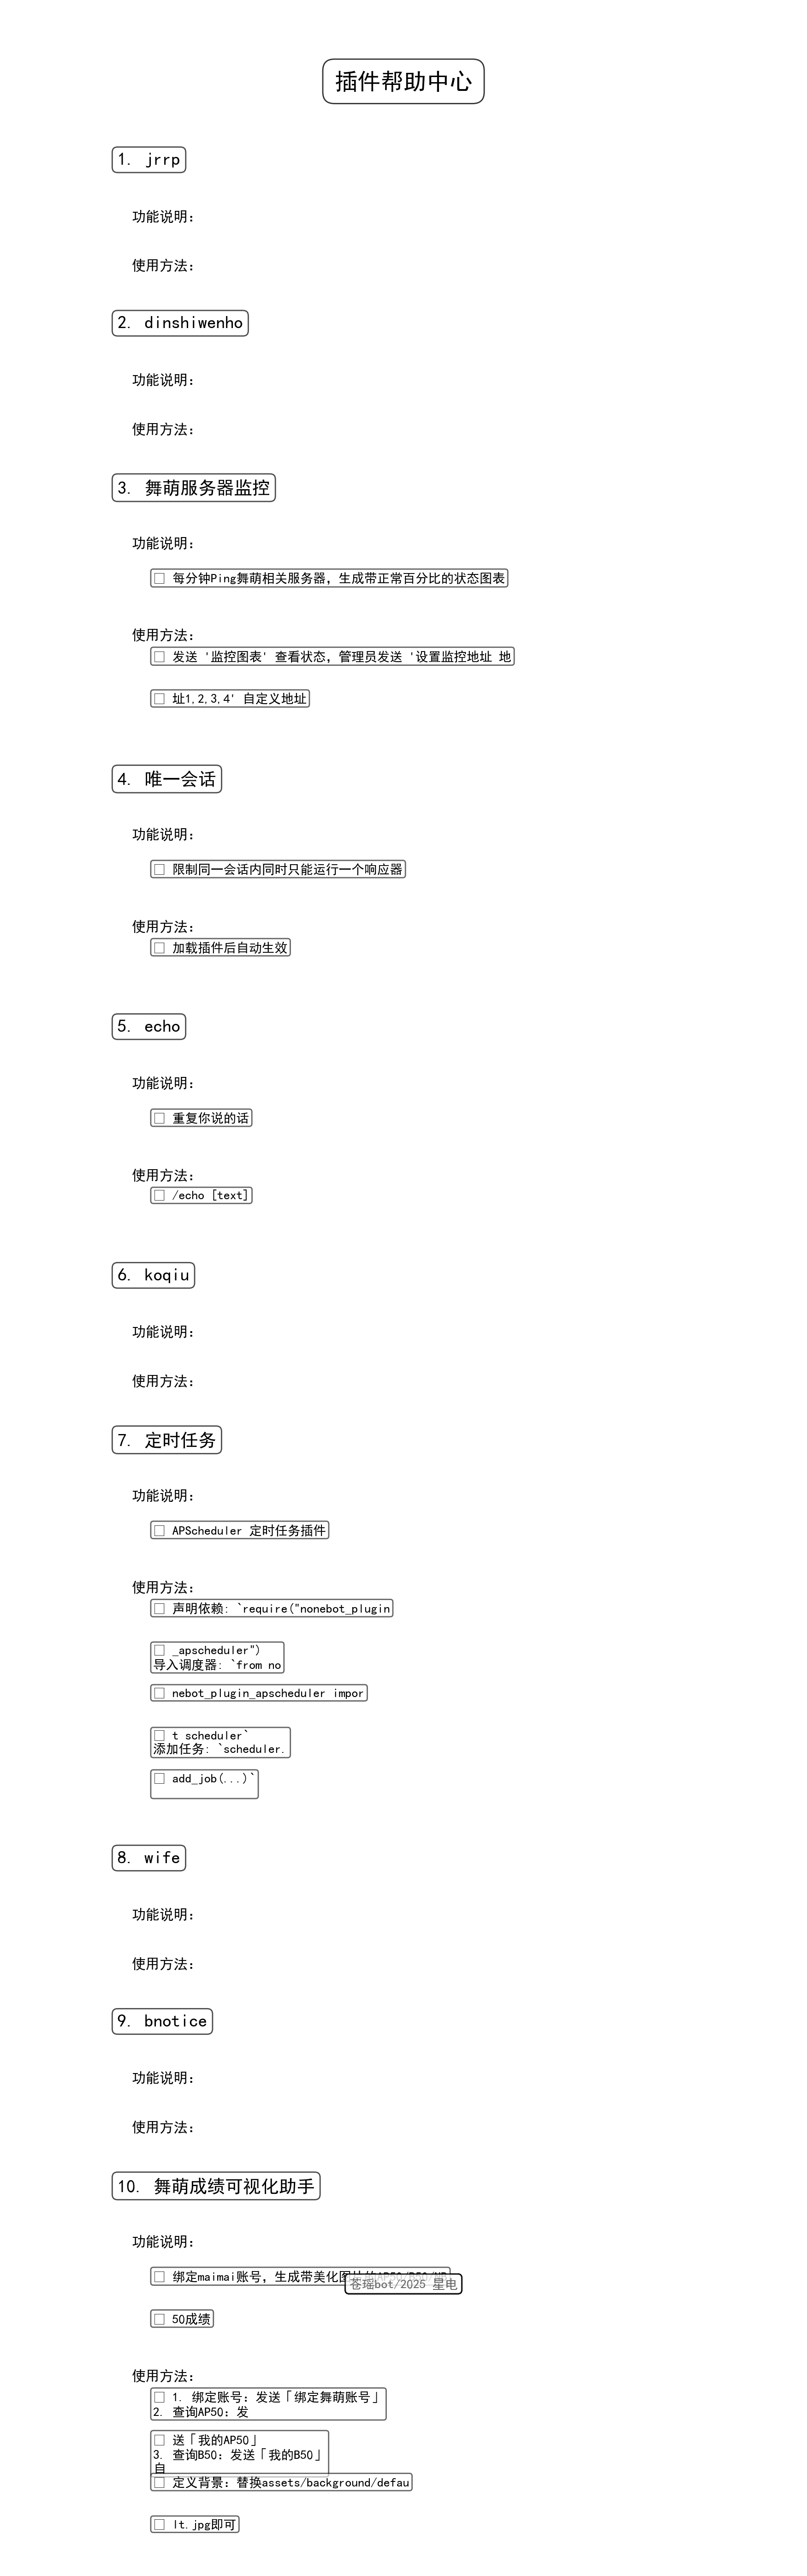 插件帮助中心
1. jrrp
功能说明：
使用方法：
2. dinshiwenho
功能说明：
使用方法：
3. 舞萌服务器监控
功能说明：
□ 每分钟Ping舞萌相关服务器，生成带正常百分比的状态图表
使用方法：
□ 发送 '监控图表' 查看状态，管理员发送 '设置监控地址 地
□ 址1,2,3,4' 自定义地址
4. 唯一会话
功能说明：
□ 限制同一会话内同时只能运行一个响应器
使用方法：
□ 加载插件后自动生效
5. echo
功能说明：
□ 重复你说的话
使用方法：
□ /echo [text]
6. koqiu
功能说明：
使用方法：
7. 定时任务
功能说明：
□ APScheduler 定时任务插件
使用方法：
□ 声明依赖: `require("nonebot_plugin
□ _apscheduler")
导入调度器: `from no
□ nebot_plugin_apscheduler impor
□ t scheduler`
添加任务: `scheduler.
□ add_job(...)`
8. wife
功能说明：
使用方法：
9. bnotice
功能说明：
使用方法：
10. 舞萌成绩可视化助手
功能说明：
□ 绑定maimai账号，生成带美化图片的AP50/B50/
苍瑶bot/2025 星电
□ 50成绩
使用方法：
□ 1. 绑定账号：发送「绑定舞萌账号」
2. 查询AP50：发
□ 送「我的AP50」
3. 查询B50：发送「我的B50」
自
□ 定义背景：替换assets/background/defau
□ lt.jpg即可